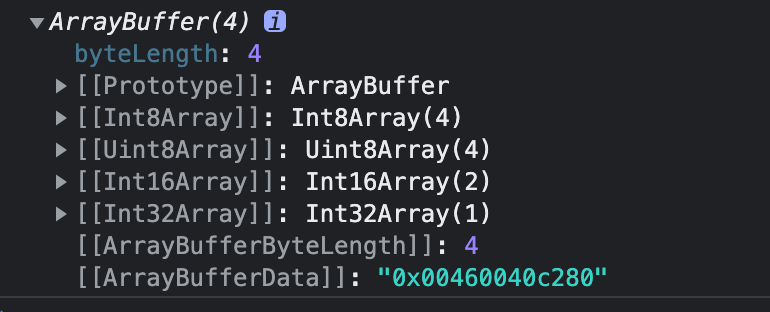 ▼ArrayBuffer(4) i
byteLength: 4
▶ [[Prototype]]: ArrayBuffer
▶ [[Int8Array]]: Int8Array(4)
▶ [[Uint8Array]]: Uint8Array(4)
▶ [[Int16Array]]: Int16Array(2)
▶ [[Int32Array]]: Int32Array(1)
[[ArrayBufferByteLength]]: 4
[[ArrayBufferData]]: "0x00460040c280"